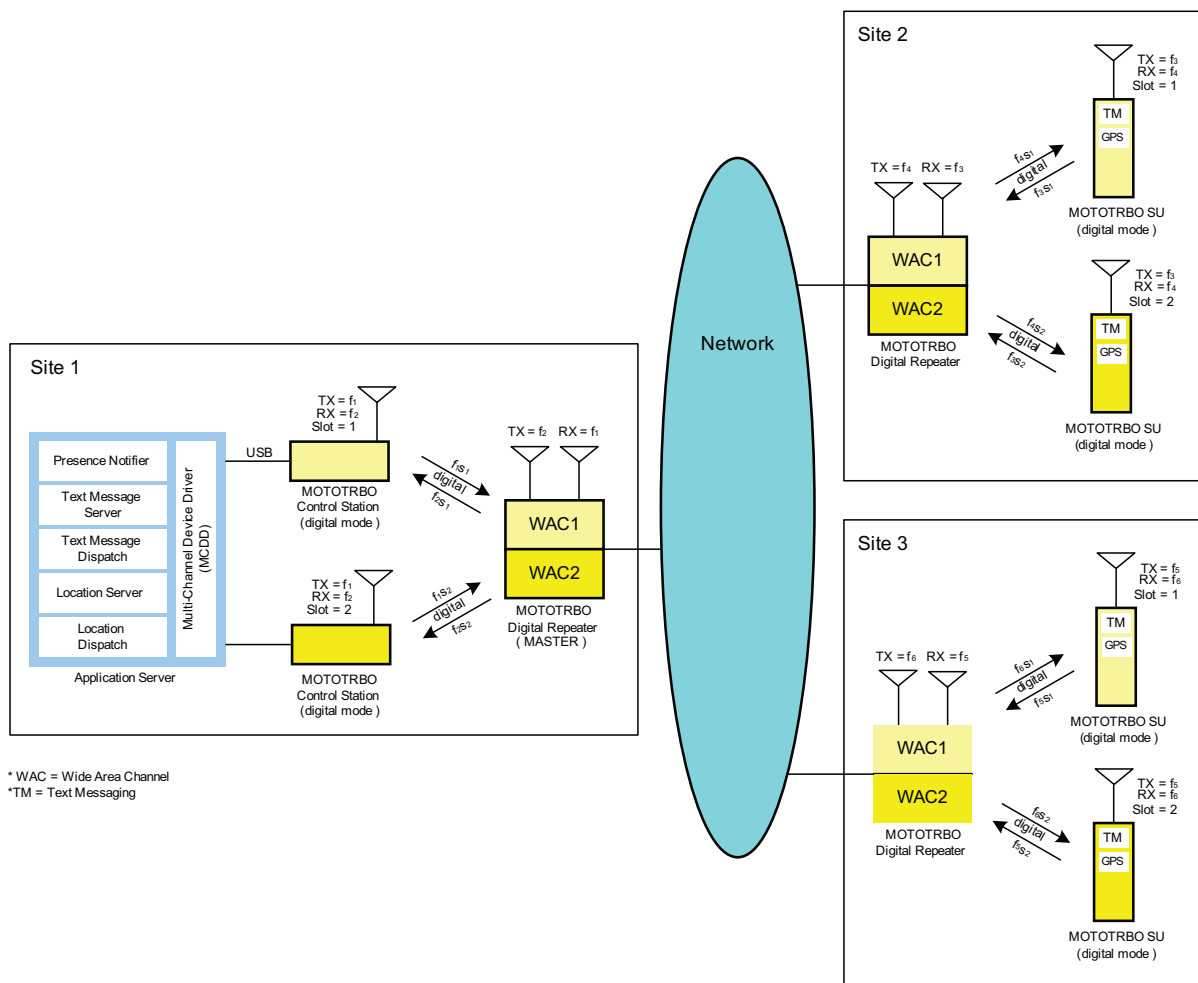 Site 1
Presence Notifier
Text Message
Server
Text Message
Dispatch
Location Server
Location
Dispatch
Multi-Channel Device Driver
(MCDD)
Application Server
USB
TX = f₁
RX = f₂
Slot = 1
MOTOTRBO
Control Station
(digital mode )
TX = f₁
RX = f₂
Slot = 2
MOTOTRBO
Control Station
(digital mode )
f₁s₁
digital
f₂s₁
f₁s₂
digital
f₂s₂
TX = f₂ RX = f₁
WAC1
WAC2
MOTOTRBO
Digital Repeater
( MASTER )
* WAC = Wide Area Channel
*TM = Text Messaging
Network
Site 2
TX = f₄ RX = f₃
WAC1
WAC2
MOTOTRBO
Digital Repeater
f₄s₁
digital
f₃s₁
f₄s₂
digital
f₃s₂
TX = f₃
RX = f₄
Slot = 1
TM
GPS
MOTOTRBO SU
(digital mode )
TX = f₃
RX = f₄
Slot = 2
TM
GPS
MOTOTRBO SU
(digital mode )
Site 3
TX = f₆ RX = f₅
WAC1
WAC2
MOTOTRBO
Digital Repeater
f₆s₁
digital
f₅s₁
f₆s₂
digital
f₅s₂
TX = f₅
RX = f₆
Slot = 1
TM
GPS
MOTOTRBO SU
(digital mode )
TX = f₅
RX = f₆
Slot = 2
TM
GPS
MOTOTRBO SU
(digital mode )